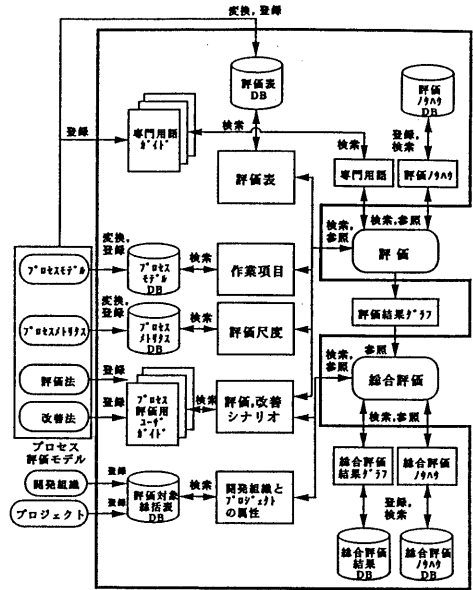 変換,登録
評価表
DB
評価
ﾉｳﾊｳ
DB
登録
専門用語
ｶﾞｲﾄﾞ
検索
検索
登録,
検索
評価表
専門用語
評価ﾉｳﾊｳ
変換,
登録
検索,
参照
検索,参照
ﾌﾟﾛｾｽﾓﾃﾞﾙ
ﾌﾟﾛｾｽ
ﾓﾃﾞﾙ
DB
検索
作業項目
評価
変換,
登録
ﾌﾟﾛｾｽﾒﾄﾘｸｽ
ﾌﾟﾛｾｽ
ﾒﾄﾘｸｽ
DB
検索
評価尺度
評価結果ｸﾞﾗﾌ
検索,
参照
参照
評価法
登録
改善法
登録
ﾌﾟﾛｾｽ
評価用
ﾕｰｻﾞ
ｶﾞｲﾄﾞ
検索
評価,改善
シナリオ
総合評価
検索,参照
プロセス
評価モデル
開発組織
登録
プロジェクト
登録
評価対象
総括表
DB
検索
開発組織と
ﾌﾟﾛｼﾞｪｸﾄ
の属性
総合評価
結果ｸﾞﾗﾌ
総合評価
ﾉｳﾊｳ
登録,
検索
総合評価
結果
DB
総合評価
ﾉｳﾊｳ
DB